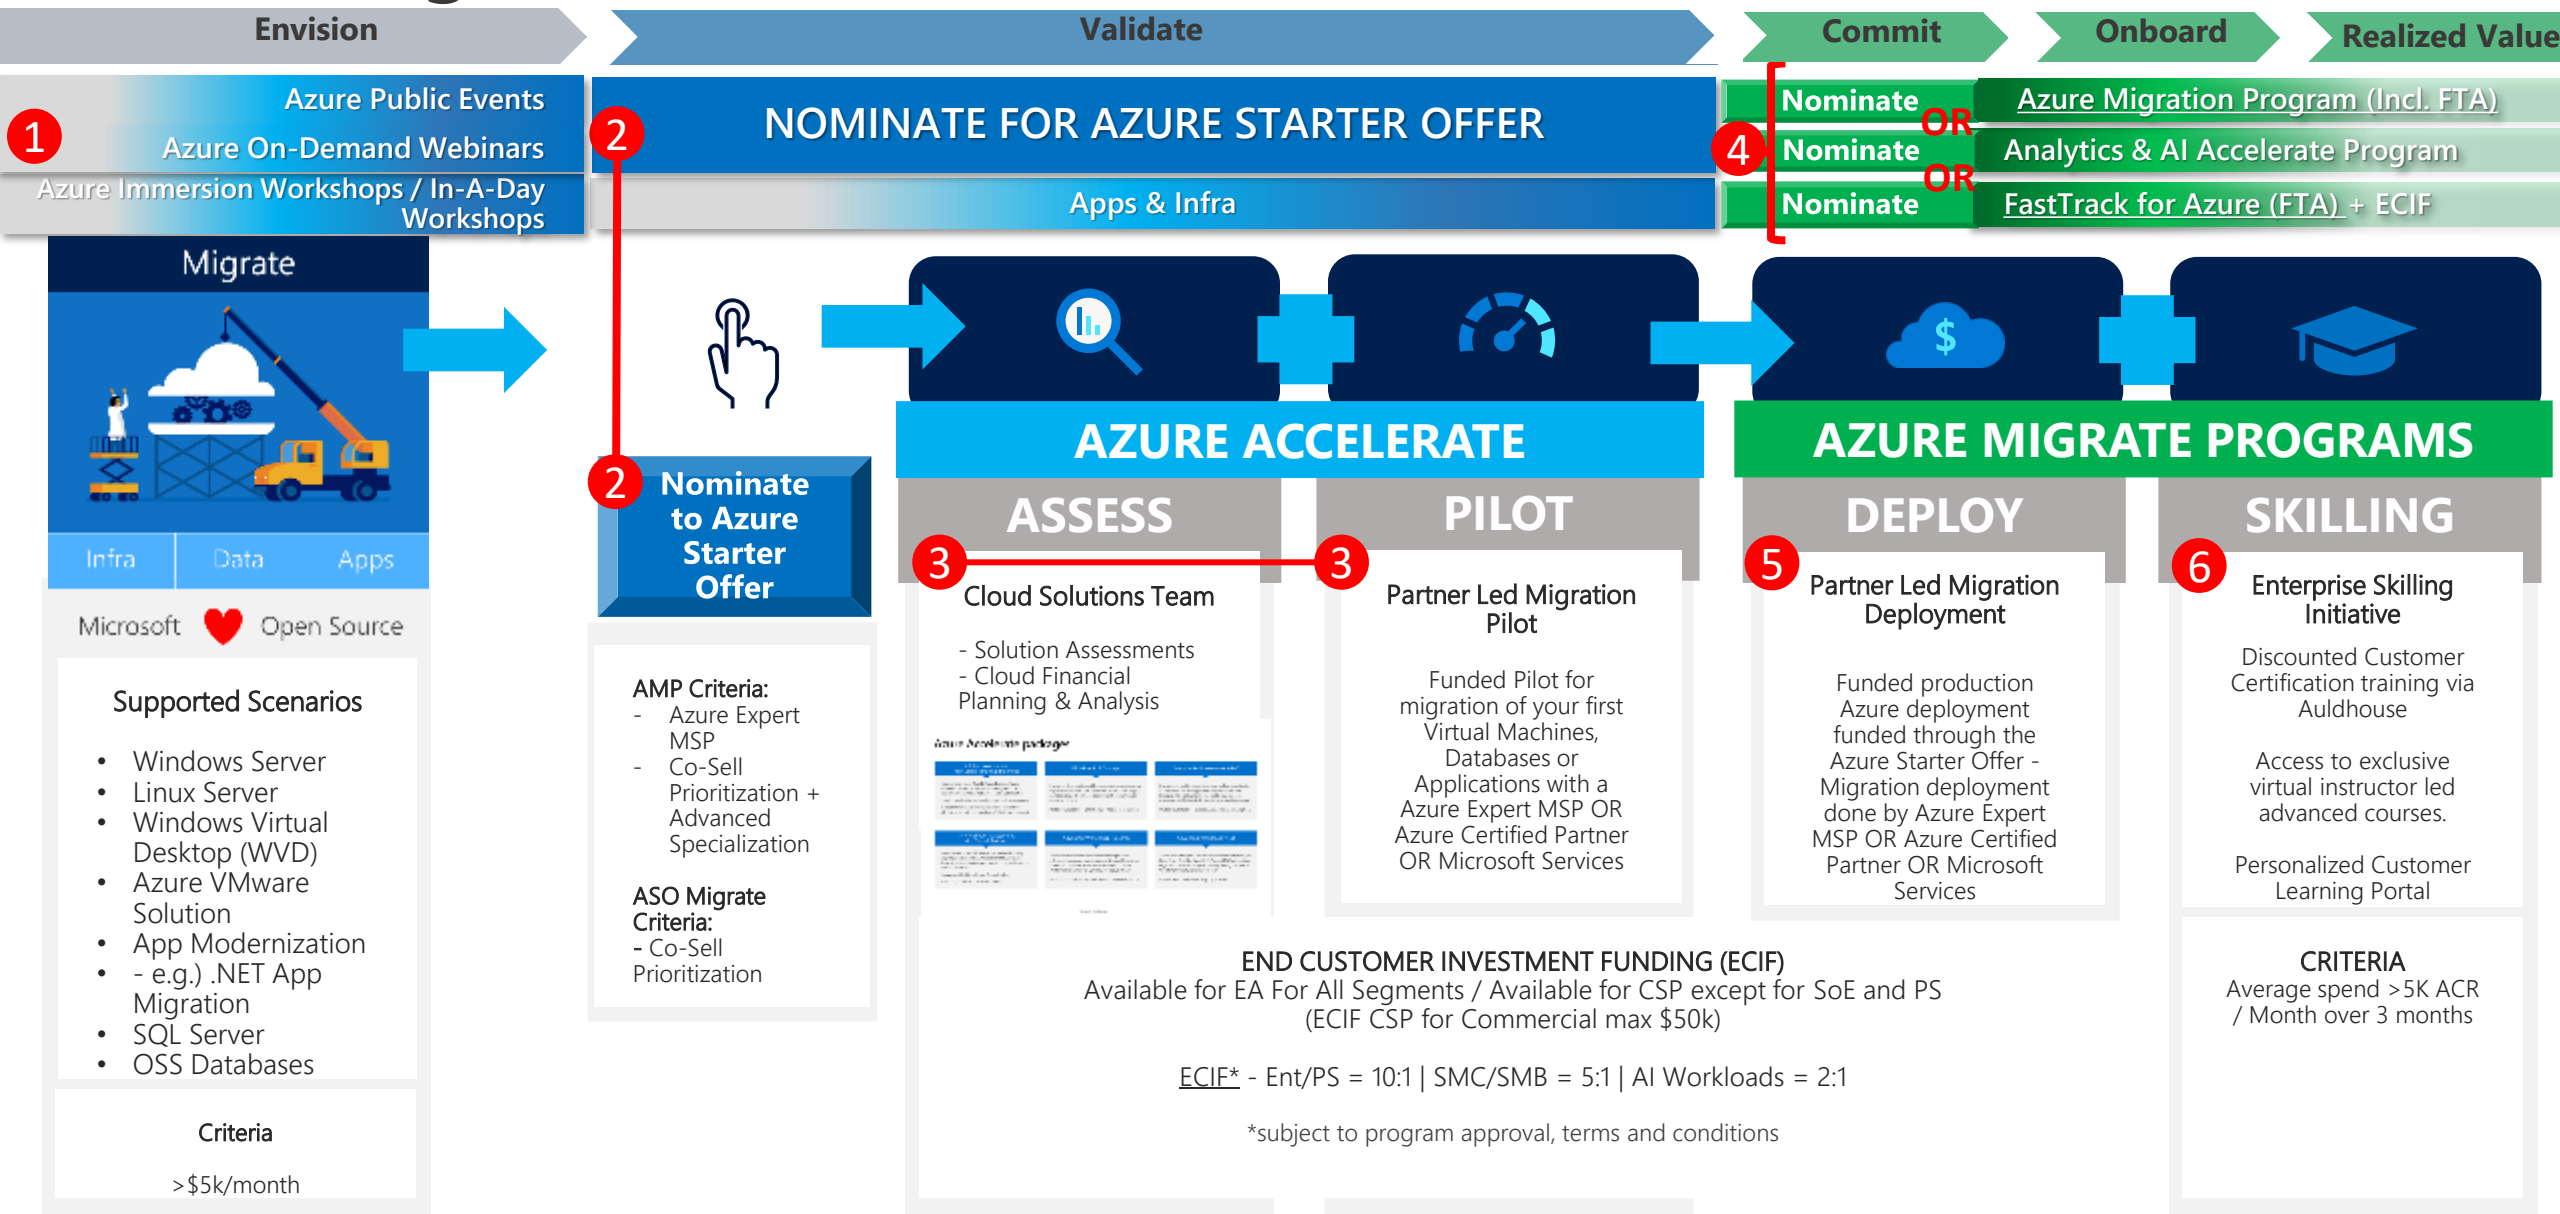 Envision
Validate
Commit
Onboard
Realized Value
Azure Public Events
Azure On-Demand Webinars
Azure Immersion Workshops / In-A-Day
Workshops
1
2
NOMINATE FOR AZURE STARTER OFFER
Apps & Infra
4
Nominate
OR
Azure Migration Program (Incl. FTA)
Nominate
OR
Analytics & AI Accelerate Program
Nominate
FastTrack for Azure (FTA) + ECIF
Migrate
Infra
Data
Apps
Microsoft
Open Source
Supported Scenarios
• Windows Server
• Linux Server
• Windows Virtual
Desktop (WVD)
• Azure VMware
Solution
• App Modernization
• - e.g.) .NET App
Migration
• SQL Server
• OSS Databases
Criteria
>$5k/month
2
Nominate
to Azure
Starter
Offer
AMP Criteria:
- Azure Expert
MSP
- Co-Sell
Prioritization +
Advanced
Specialization
ASO Migrate
Criteria:
- Co-Sell
Prioritization
AZURE ACCELERATE
ASSESS
3
Cloud Solutions Team
- Solution Assessments
- Cloud Financial
Planning & Analysis
Azure Accelerate packages
PILOT
3
Partner Led Migration
Pilot
Funded Pilot for
migration of your first
Virtual Machines,
Databases or
Applications with a
Azure Expert MSP OR
Azure Certified Partner
OR Microsoft Services
$
AZURE MIGRATE PROGRAMS
DEPLOY
5
Partner Led Migration
Deployment
Funded production
Azure deployment
funded through the
Azure Starter Offer -
Migration deployment
done by Azure Expert
MSP OR Azure Certified
Partner OR Microsoft
Services
SKILLING
6
Enterprise Skilling
Initiative
Discounted Customer
Certification training via
Auldhouse
Access to exclusive
virtual instructor led
advanced courses.
Personalized Customer
Learning Portal
CRITERIA
Average spend >5K ACR
/ Month over 3 months
END CUSTOMER INVESTMENT FUNDING (ECIF)
Available for EA For All Segments / Available for CSP except for SoE and PS
(ECIF CSP for Commercial max $50k)
ECIF* - Ent/PS = 10:1 | SMC/SMB = 5:1 | AI Workloads = 2:1
*subject to program approval, terms and conditions